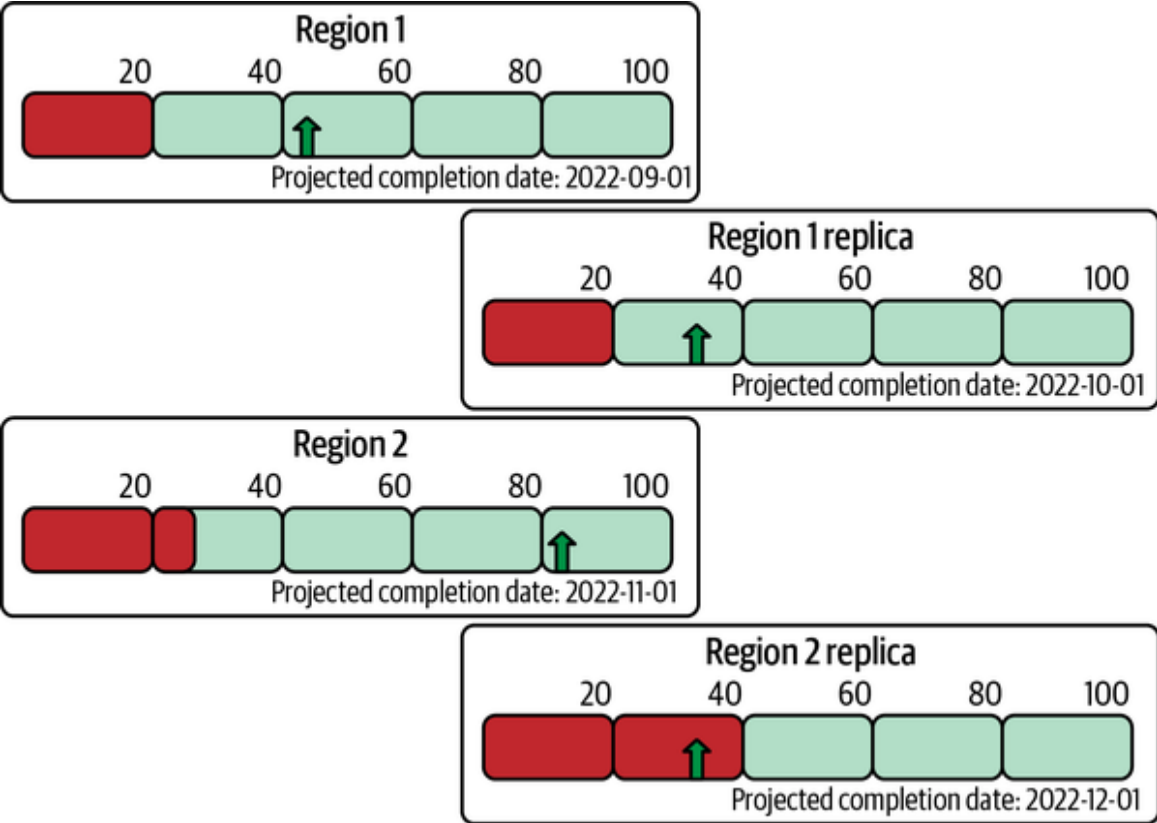 Region 1
20 40 60 80 100
Projected completion date: 2022-09-01
Region 1 replica
20 40 60 80 100
Projected completion date: 2022-10-01
Region 2
20 40 60 80 100
Projected completion date: 2022-11-01
Region 2 replica
20 40 60 80 100
Projected completion date: 2022-12-01